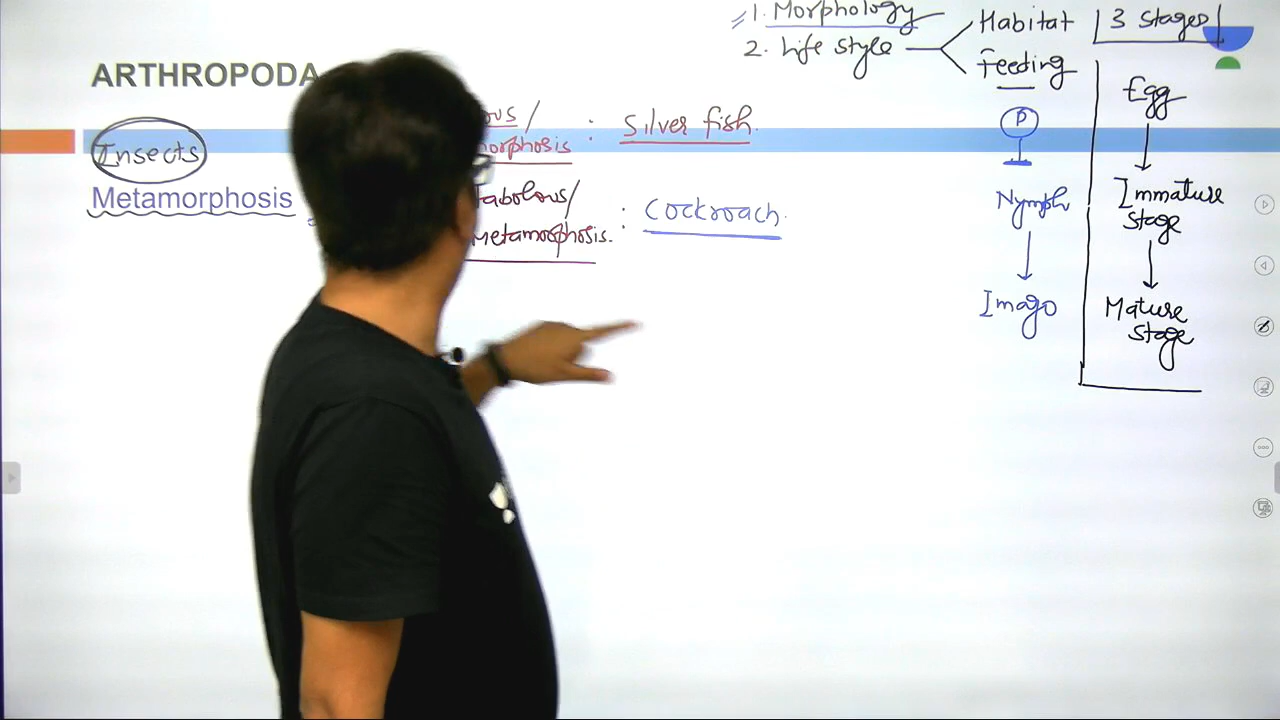 1. Morphology
2. Life style
Habitat
Feeding
3 stages
ARTHROPODA
Insects
Metamorphosis
: Silver fish.
Metamorphosis. : Cockroach.
P
Nymph
Imago
Egg
Immature
stage
Mature
stage